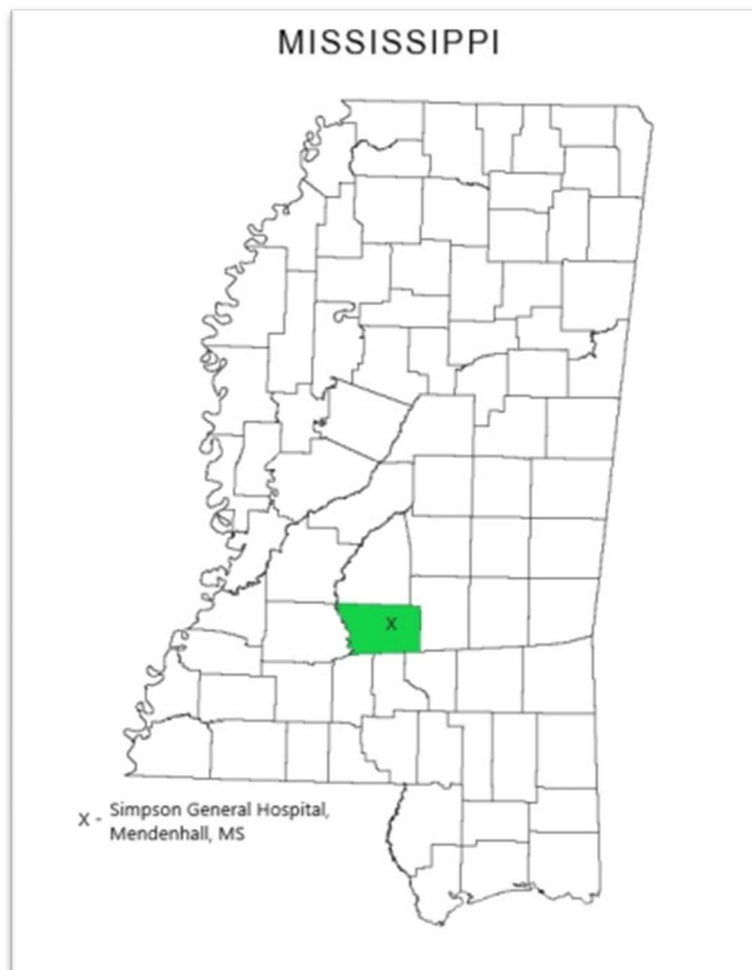 MISSISSIPPI
X
X - Simpson General Hospital,
Mendenhall, MS